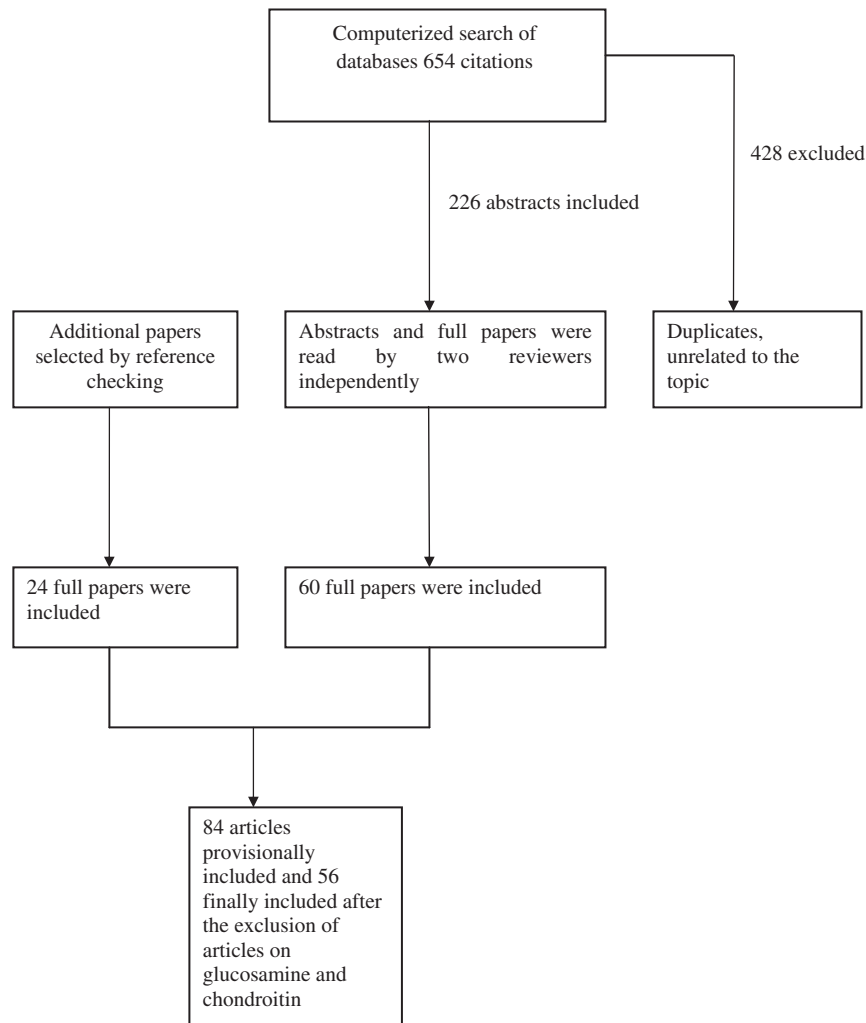 Computerized search of
databases 654 citations
428 excluded
226 abstracts included
Additional papers
selected by reference
checking
Abstracts and full papers were
read by two reviewers
independently
Duplicates,
unrelated to the
topic
24 full papers were
included
60 full papers were included
84 articles
provisionally
included and 56
finally included after
the exclusion of
articles on
glucosamine and
chondroitin